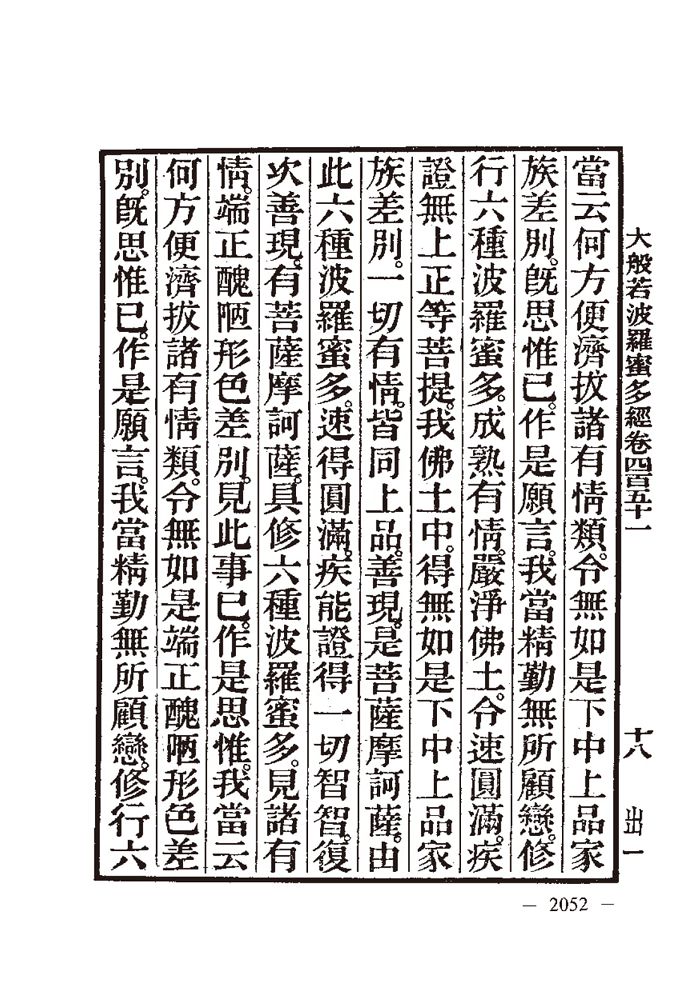 大般若波羅蜜多經卷四百五十一 十八 出一
當云何方便濟拔諸有情類。令無如是下中上品家
族差別。既思惟已。作是願言。我當精勤無所顧戀。修
行六種波羅蜜多。成熟有情。嚴淨佛土。令速圓滿。疾
證無上正等菩提。我佛土中。得無如是下中上品家
族差別。一切有情。皆同上品。善現。是菩薩摩訶薩。由
此六種波羅蜜多。速得圓滿。疾能證得一切智智。復
次善現。有菩薩摩訶薩。具修六種波羅蜜多。見諸有
情。端正醜陋形色差別。見此事已。作是思惟。我當云
何方便濟拔諸有情類。令無如是端正醜陋形色差
別。既思惟已。作是願言。我當精勤無所顧戀。修行六
— 2052 —